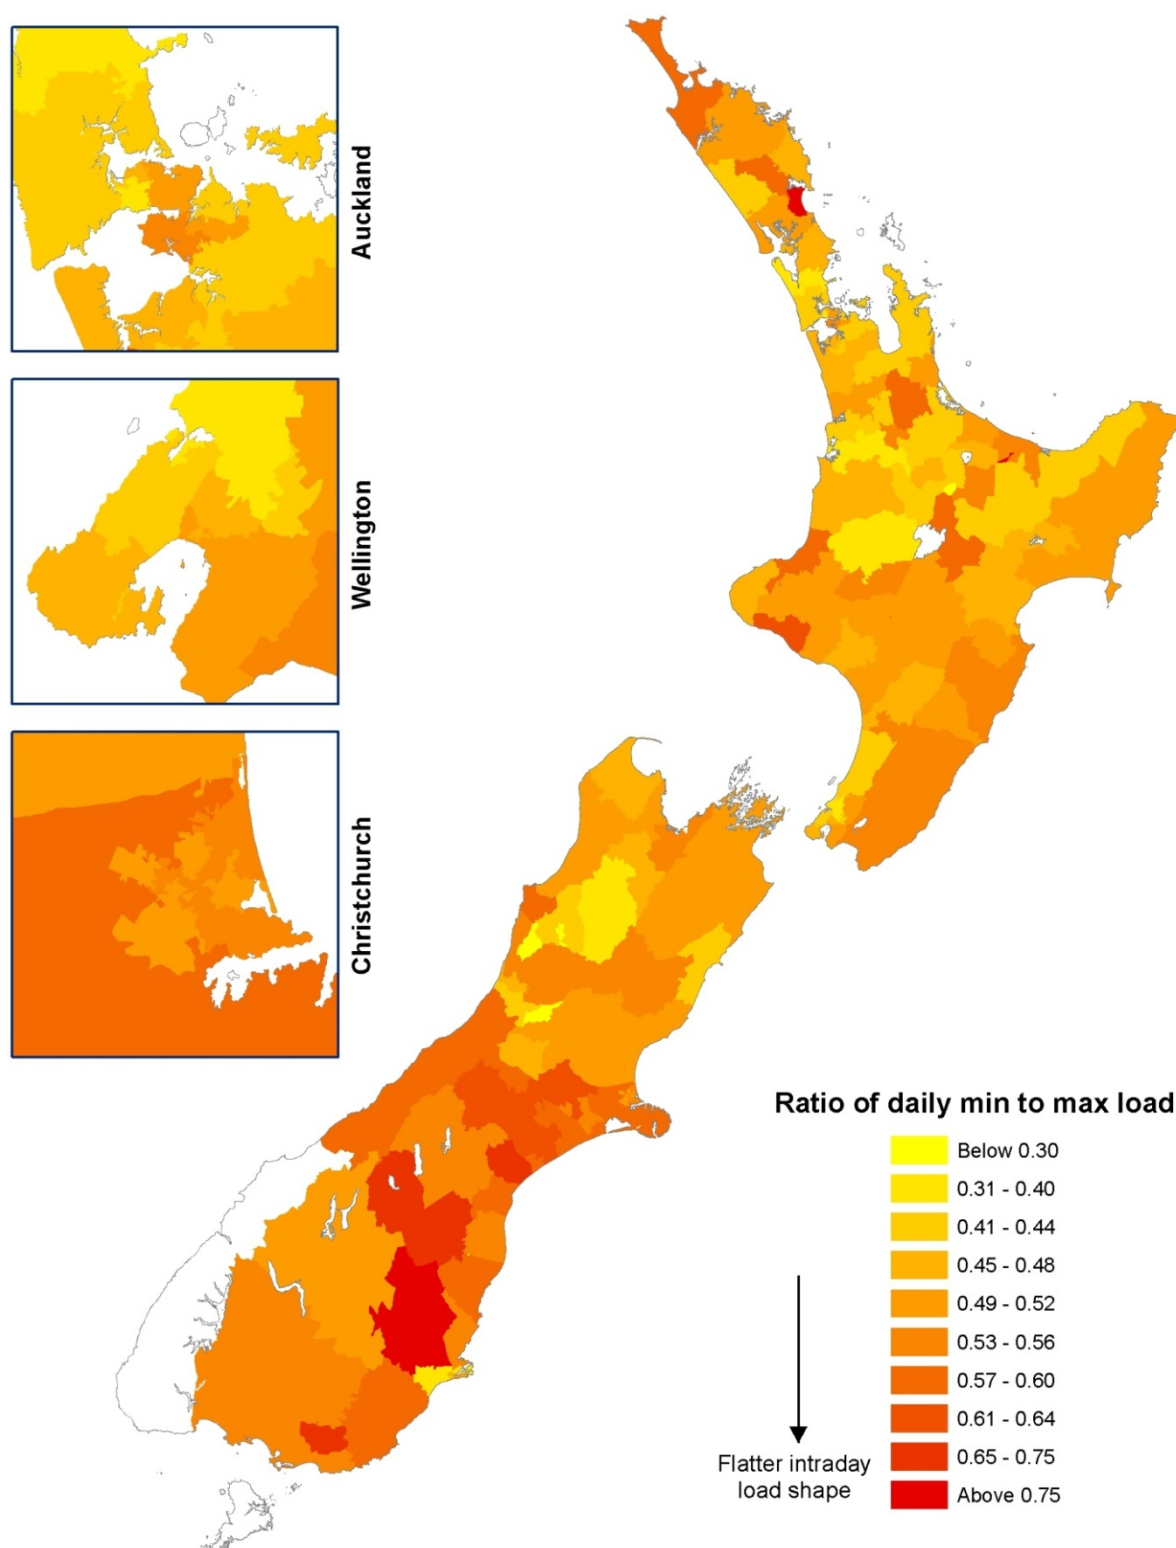 Auckland
Wellington
Christchurch
Ratio of daily min to max load
Below 0.30
0.31 - 0.40
0.41 - 0.44
0.45 - 0.48
0.49 - 0.52
0.53 - 0.56
0.57 - 0.60
0.61 - 0.64
0.65 - 0.75
Above 0.75
Flatter intraday
load shape